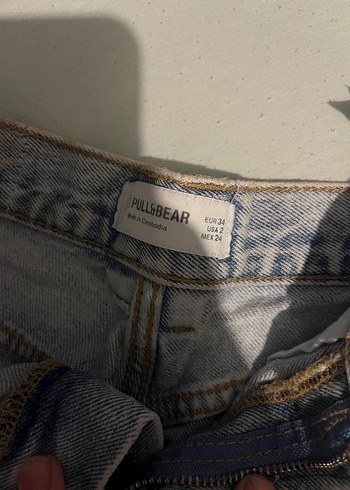 PULL&BEAR
Made in Cambodia
EUR 34
USA 2
MEX 24